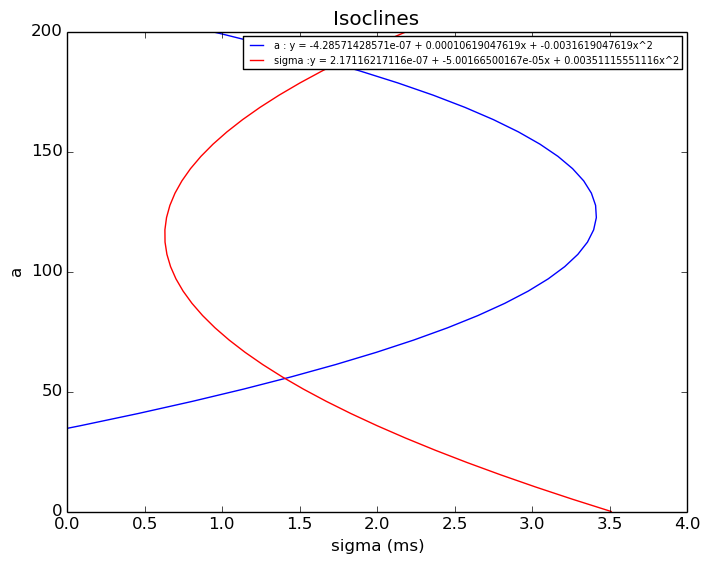 Isoclines
a : y = -4.28571428571e-07 + 0.00010619047619x + -0.0031619047619x^2
sigma :y = 2.17116217116e-07 + -5.00166500167e-05x + 0.00351115551116x^2
200
150
100
50
0
a
0.0 0.5 1.0 1.5 2.0 2.5 3.0 3.5 4.0
sigma (ms)